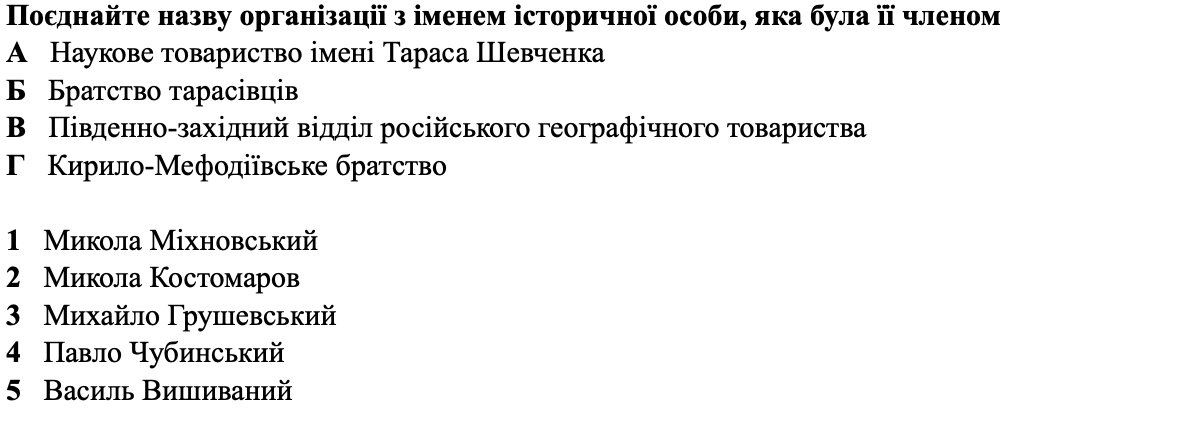 Поєднайте назву організації з іменем історичної особи, яка була її членом
А Наукове товариство імені Тараса Шевченка
Б Братство тарасівців
В Південно-західний відділ російського географічного товариства
Г Кирило-Мефодіївське братство
1 Микола Міхновський
2 Микола Костомаров
3 Михайло Грушевський
4 Павло Чубинський
5 Василь Вишиваний